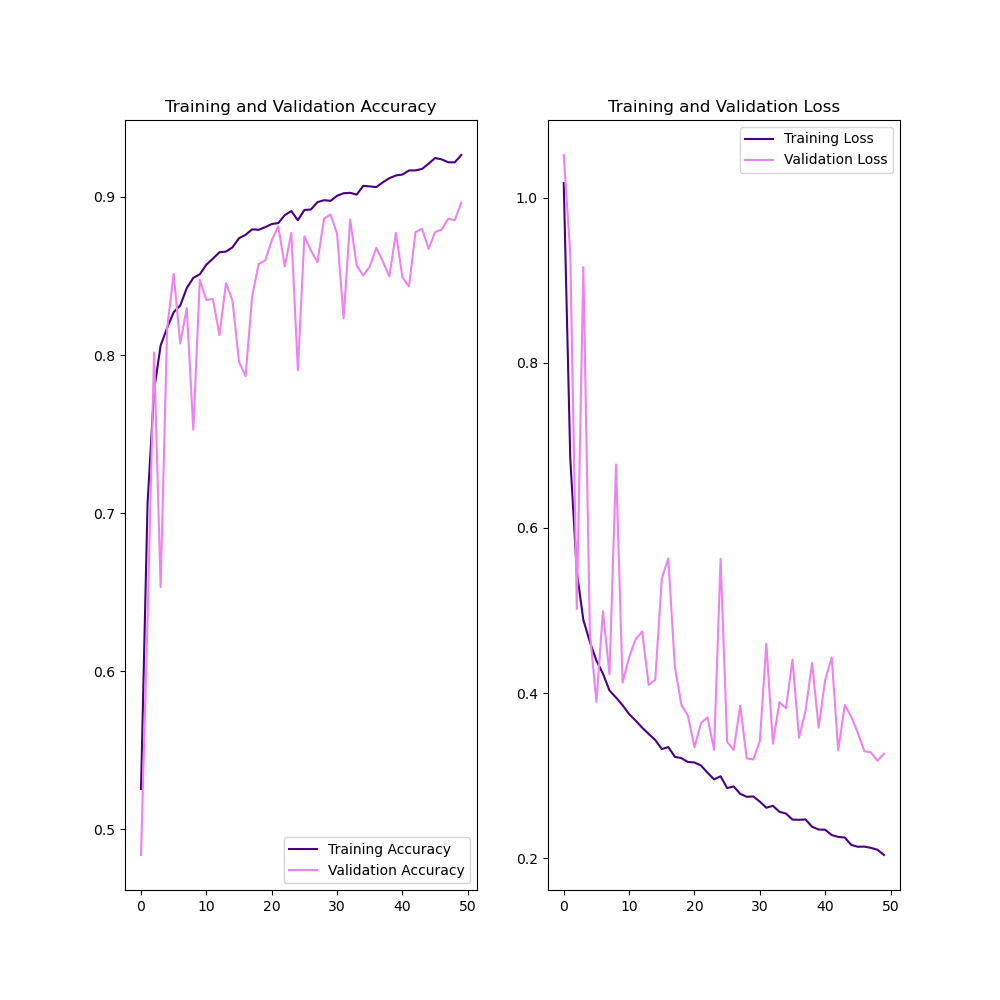 Training and Validation Accuracy
0.9
0.8
0.7
0.6
0.5
Training Accuracy
Validation Accuracy
0 10 20 30 40 50
Training and Validation Loss
Training Loss
Validation Loss
1.0
0.8
0.6
0.4
0.2
0 10 20 30 40 50